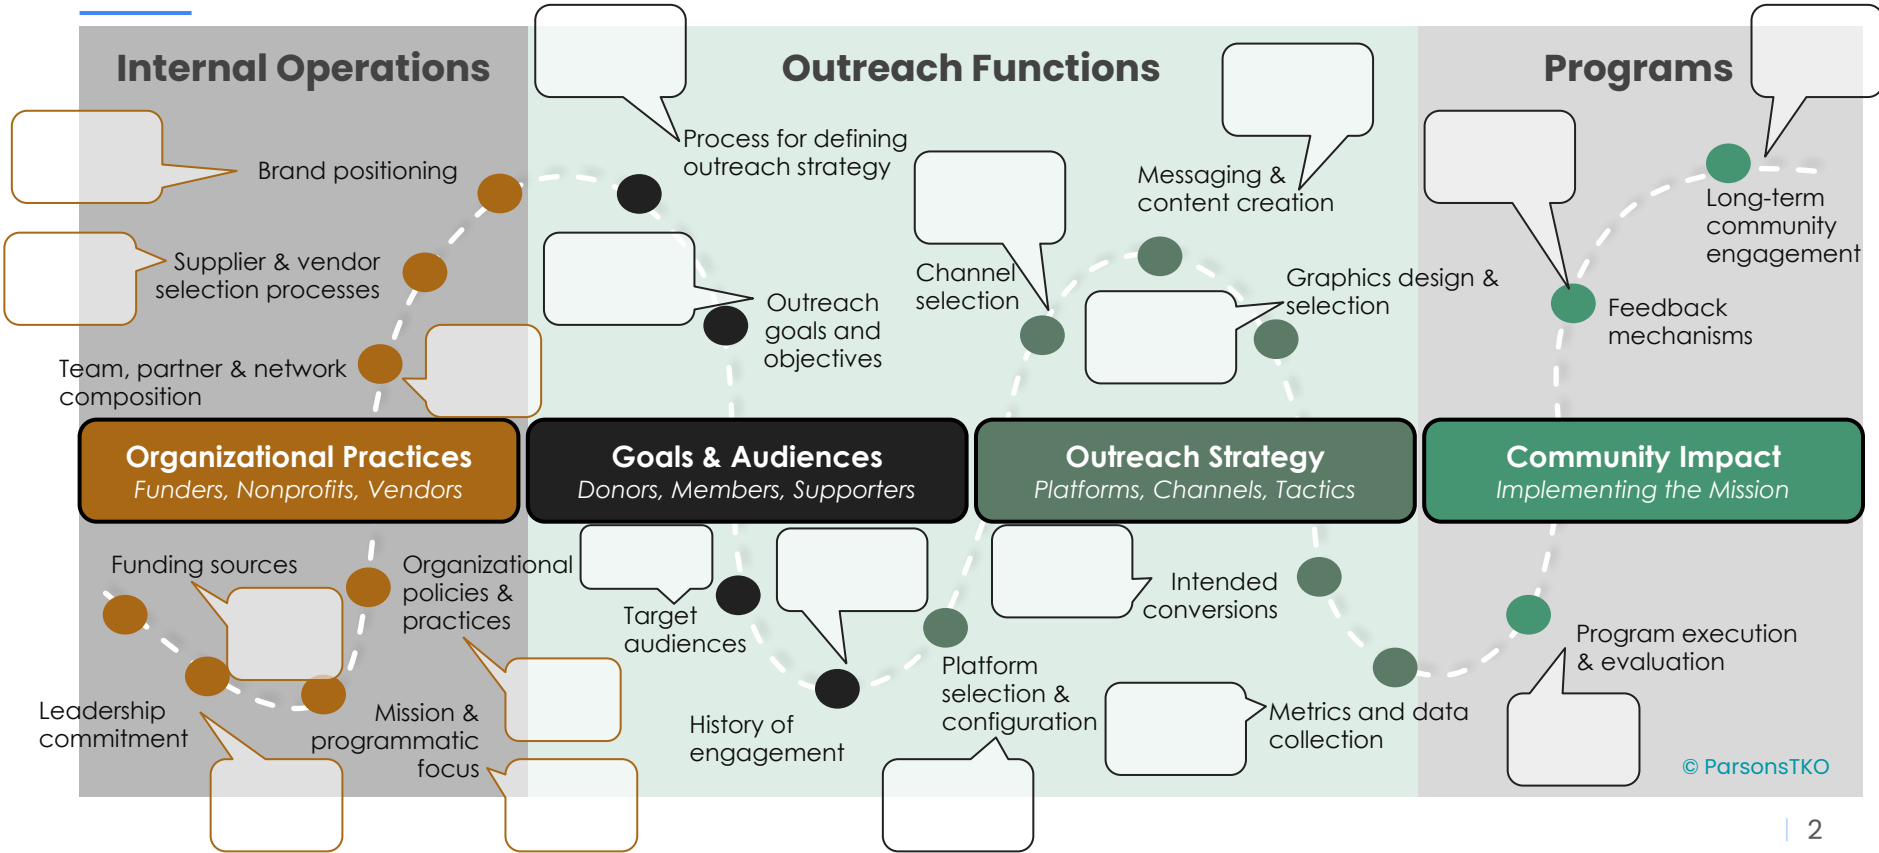 Internal Operations
Outreach Functions
Programs
Brand positioning
Supplier & vendor
selection processes
Team, partner & network
composition
Process for defining
outreach strategy
Outreach
goals and
objectives
Channel
selection
Messaging &
content creation
Graphics design &
selection
Feedback
mechanisms
Long-term
community
engagement
Organizational Practices
Funders, Nonprofits, Vendors
Goals & Audiences
Donors, Members, Supporters
Outreach Strategy
Platforms, Channels, Tactics
Community Impact
Implementing the Mission
Funding sources
Organizational
policies &
practices
Leadership
commitment
Mission &
programmatic
focus
Target
audiences
History of
engagement
Platform
selection &
configuration
Intended
conversions
Metrics and data
collection
Program execution
& evaluation
© ParsonsTKO
2